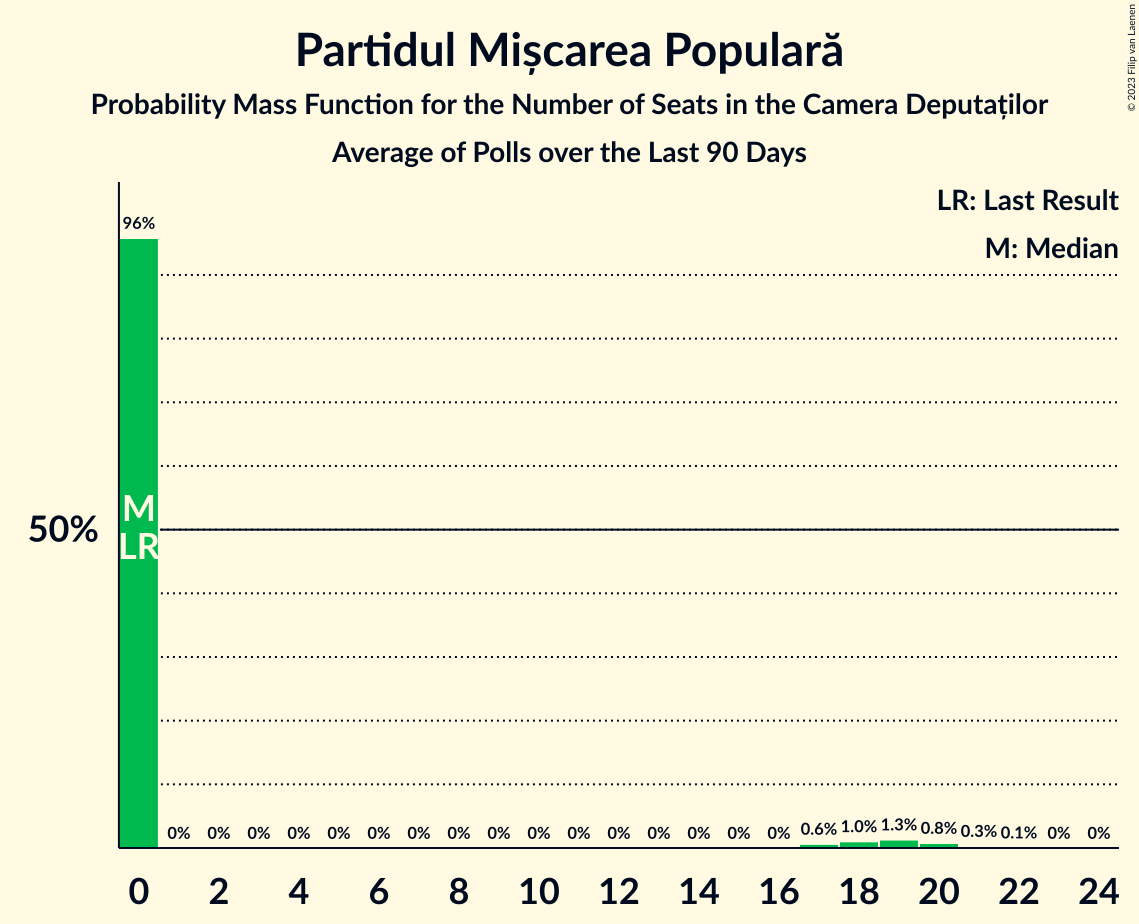 Partidul Mișcarea Populară
Probability Mass Function for the Number of Seats in the Camera Deputaților
Average of Polls over the Last 90 Days
© 2023 Filip van Laenen
LR: Last Result
M: Median
96%
M
LR
50%
0% 0% 0% 0% 0% 0% 0% 0% 0% 0% 0% 0% 0% 0% 0% 0% 0.6% 1.0% 1.3% 0.8% 0.3% 0.1% 0% 0%
0 2 4 6 8 10 12 14 16 18 20 22 24